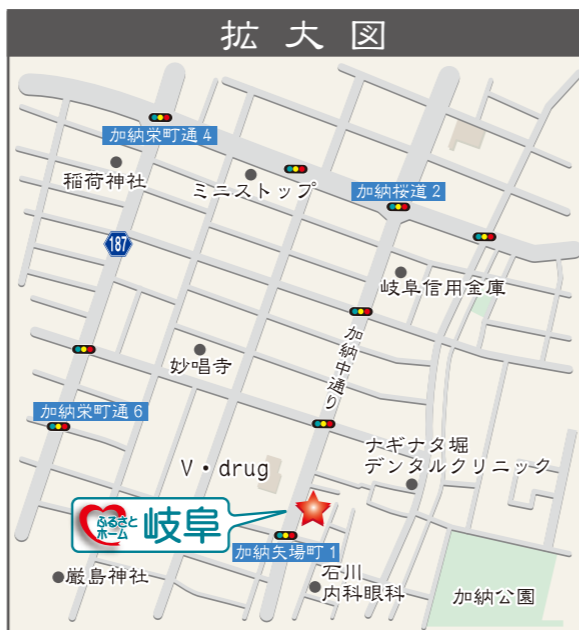 拡大図
加納栄町通4
稲荷神社
ミニストップ
加納桜道2
187
岐阜信用金庫
加納中通り
妙唱寺
加納栄町通6
ナギナタ堀
デンタルクリニック
V・drug
ふるさと
ホーム
岐阜
加納矢場町1
厳島神社
石川
内科眼科
加納公園